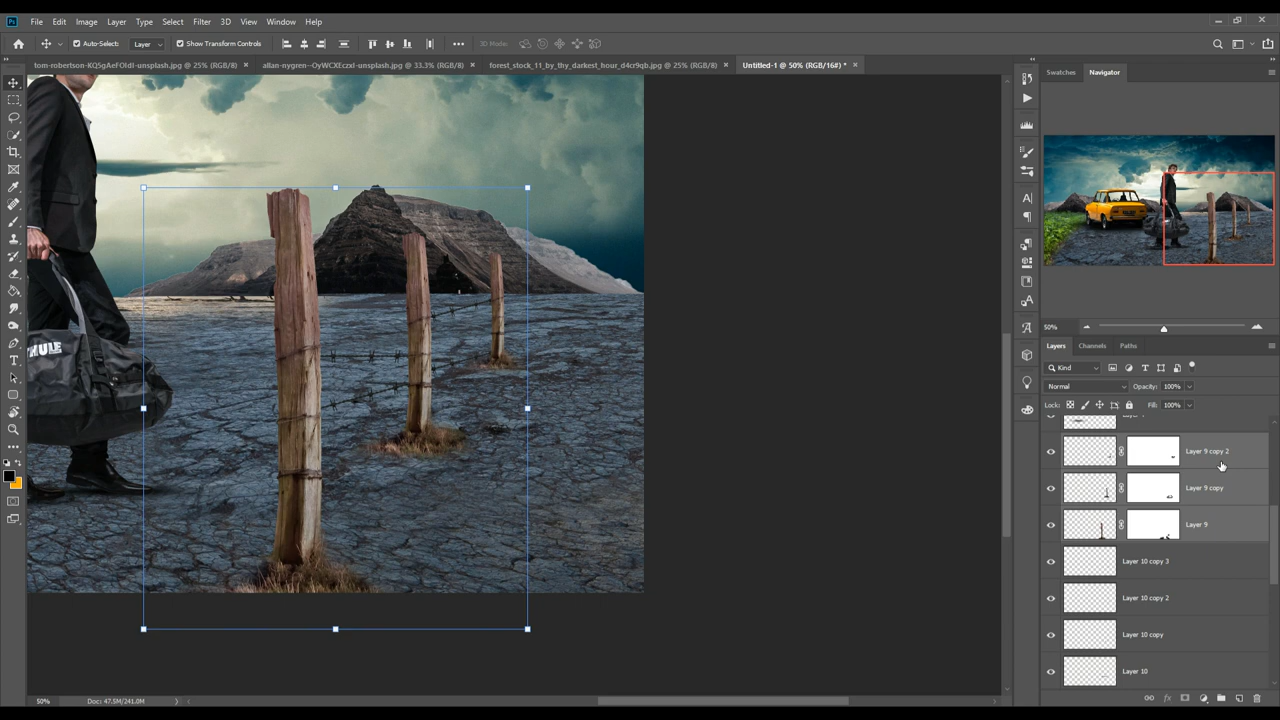 Ps File Edit Image Layer Type Select Filter 3D View Window Help
Auto-Select: Layer Show Transform Controls 3D Mode:
tom-robertson-KQ5gAeFOIdI-unsplash.jpg @ 25% (RGB/8) × allan-nygren--OyWCXEczxI-unsplash.jpg @ 33.3% (RGB/8) × forest_stock_11_by_thy_darkest_hour_d4cr9qb.jpg @ 25% (RGB/8) × Untitled-1 @ 50% (RGB/16#) * ×
Swatches Navigator
THULE
50%
Layers Channels Paths
Kind
Normal Opacity: 100%
Lock: Fill: 100%
Layer 9 copy 2
Layer 9 copy
Layer 9
Layer 10 copy 3
Layer 10 copy 2
Layer 10 copy
Layer 10
50% Doc: 47.5M/241.0M